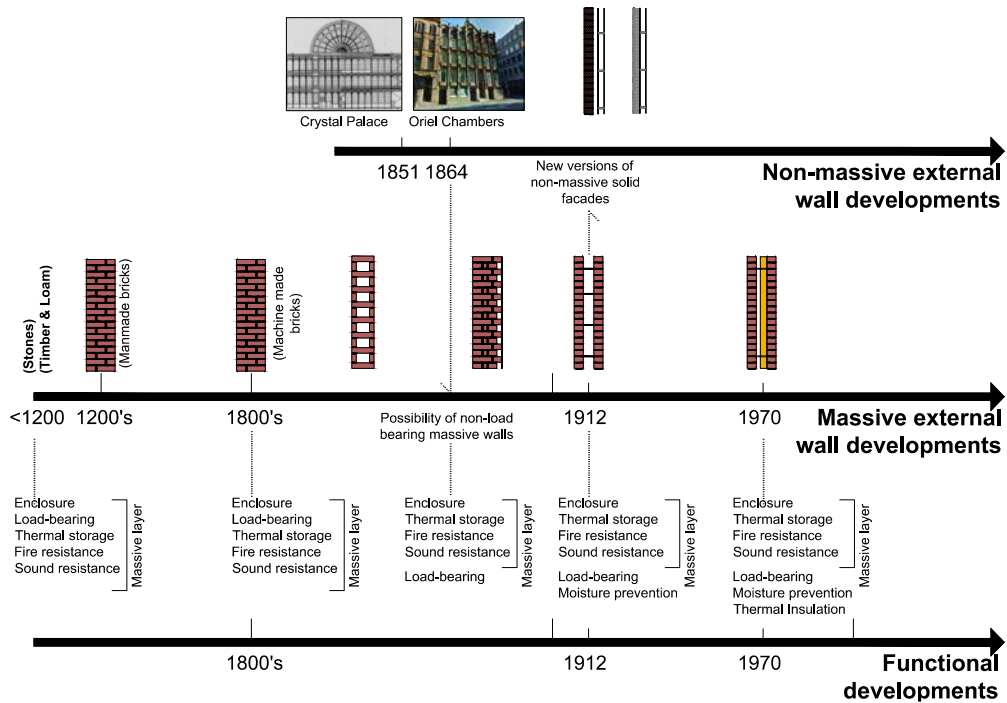 Crystal Palace
Oriel Chambers
1851 1864
New versions of
non-massive solid
facades
Non-massive external
wall developments
(Stones)
(Timber & Loam)
(Manmade bricks)
(Machine made
bricks)
<1200 1200's
1800's
Possibility of non-load
bearing massive walls
1912
1970
Massive external
wall developments
Enclosure
Load-bearing
Thermal storage
Fire resistance
Sound resistance
Massive layer
Enclosure
Load-bearing
Thermal storage
Fire resistance
Sound resistance
Massive layer
Enclosure
Thermal storage
Fire resistance
Sound resistance
Massive layer
Load-bearing
Enclosure
Thermal storage
Fire resistance
Sound resistance
Massive layer
Load-bearing
Moisture prevention
Enclosure
Thermal storage
Fire resistance
Sound resistance
Massive layer
Load-bearing
Moisture prevention
Thermal Insulation
1800's
1912
1970
Functional
developments